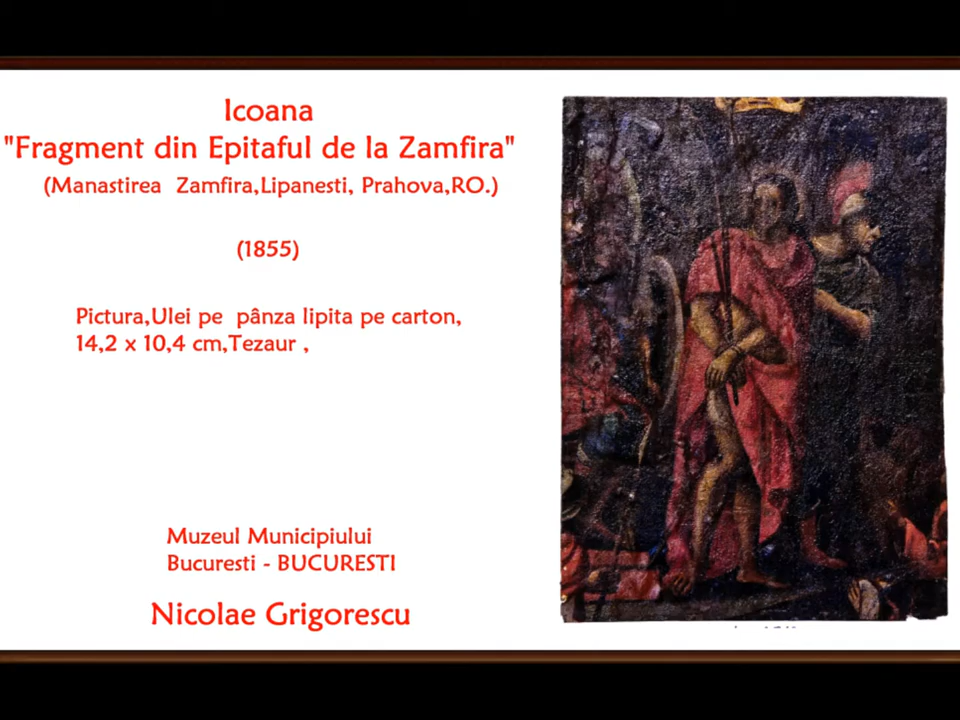 Icoana
"Fragment din Epitaful de la Zamfira"
(Manastirea Zamfira,Lipanesti, Prahova,RO.)
(1855)
Pictura,Ulei pe pânza lipita pe carton,
14,2 x 10,4 cm,Tezaur ,
Muzeul Municipiului
Bucuresti - BUCURESTI
Nicolae Grigorescu